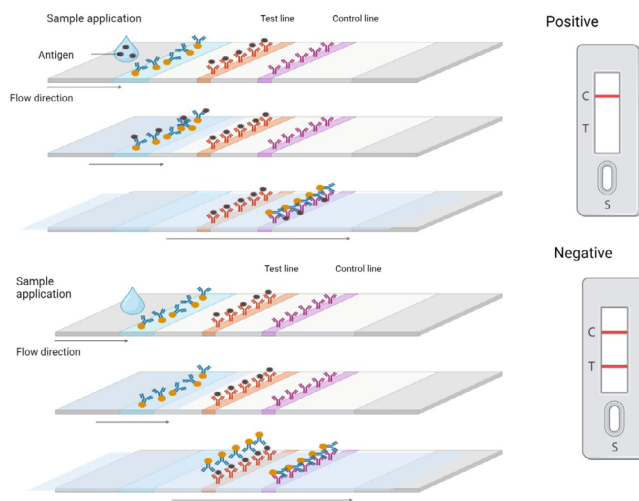 Sample application
Test line
Control line
Antigen
Flow direction
Positive
C
T
S
Sample
application
Test line
Control line
Flow direction
Negative
C
T
S